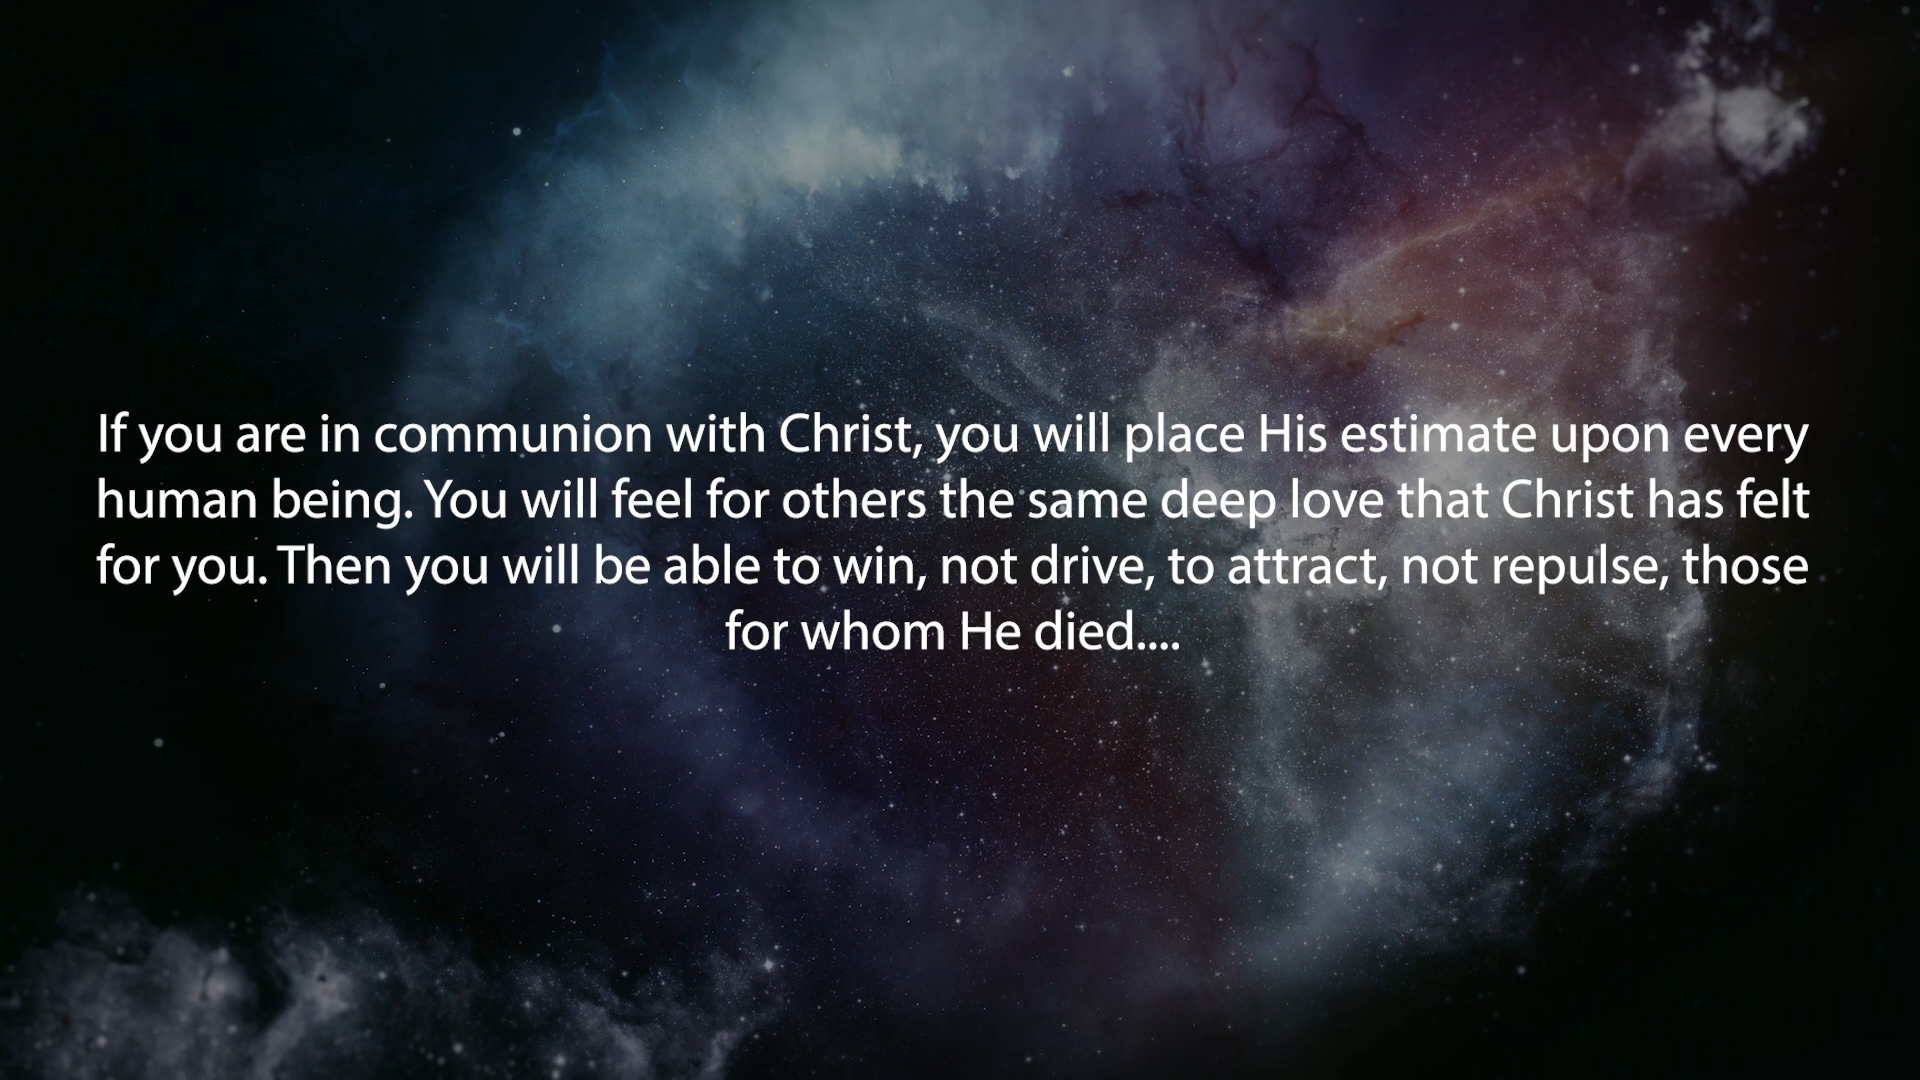 If you are in communion with Christ, you will place His estimate upon every
human being. You will feel for others the same deep love that Christ has felt
for you. Then you will be able to win, not drive, to attract, not repulse, those
for whom He died....